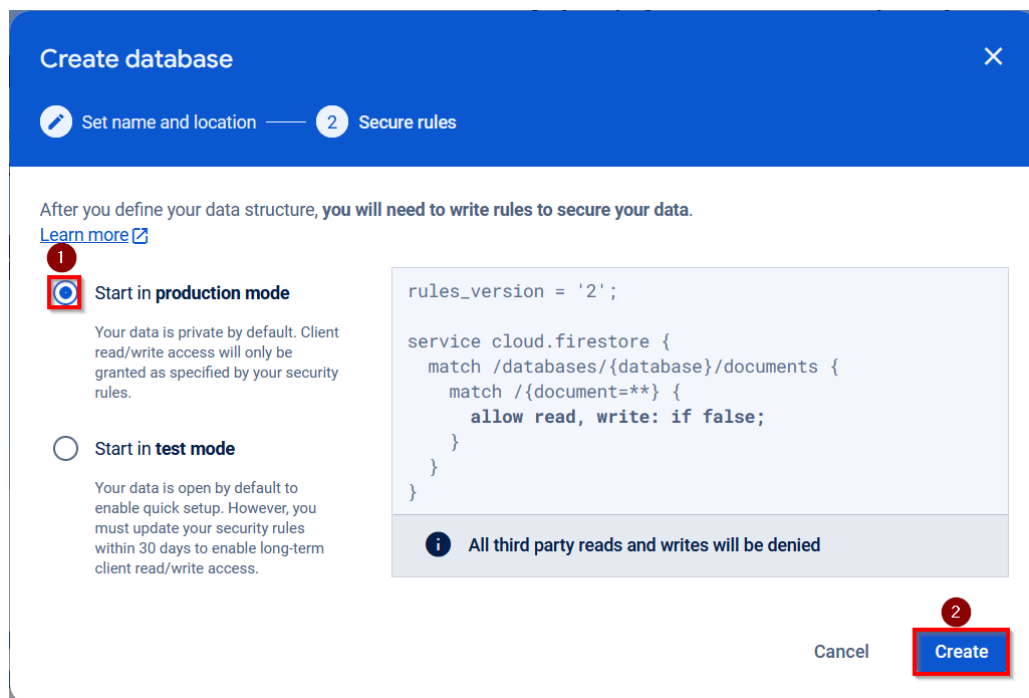 Create database
Set name and location
2
Secure rules
After you define your data structure, you will need to write rules to secure your data.
Learn more
1
Start in production mode
Your data is private by default. Client
read/write access will only be
granted as specified by your security
rules.
Start in test mode
Your data is open by default to
enable quick setup. However, you
must update your security rules
within 30 days to enable long-term
client read/write access.
rules_version = '2';
service cloud.firestore {
match /databases/{database}/documents {
match /{document=**} {
allow read, write: if false;
}
}
}
All third party reads and writes will be denied
2
Cancel
Create